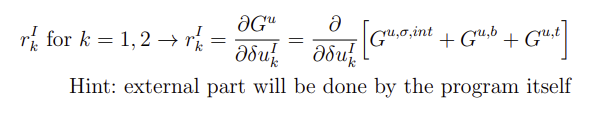 r_k^I for k = 1, 2 → r_k^I = ∂G^u/∂δu_k^I = ∂/∂δu_k^I [G^{u,σ,int} + G^{u,b} + G^{u,t}]
Hint: external part will be done by the program itself